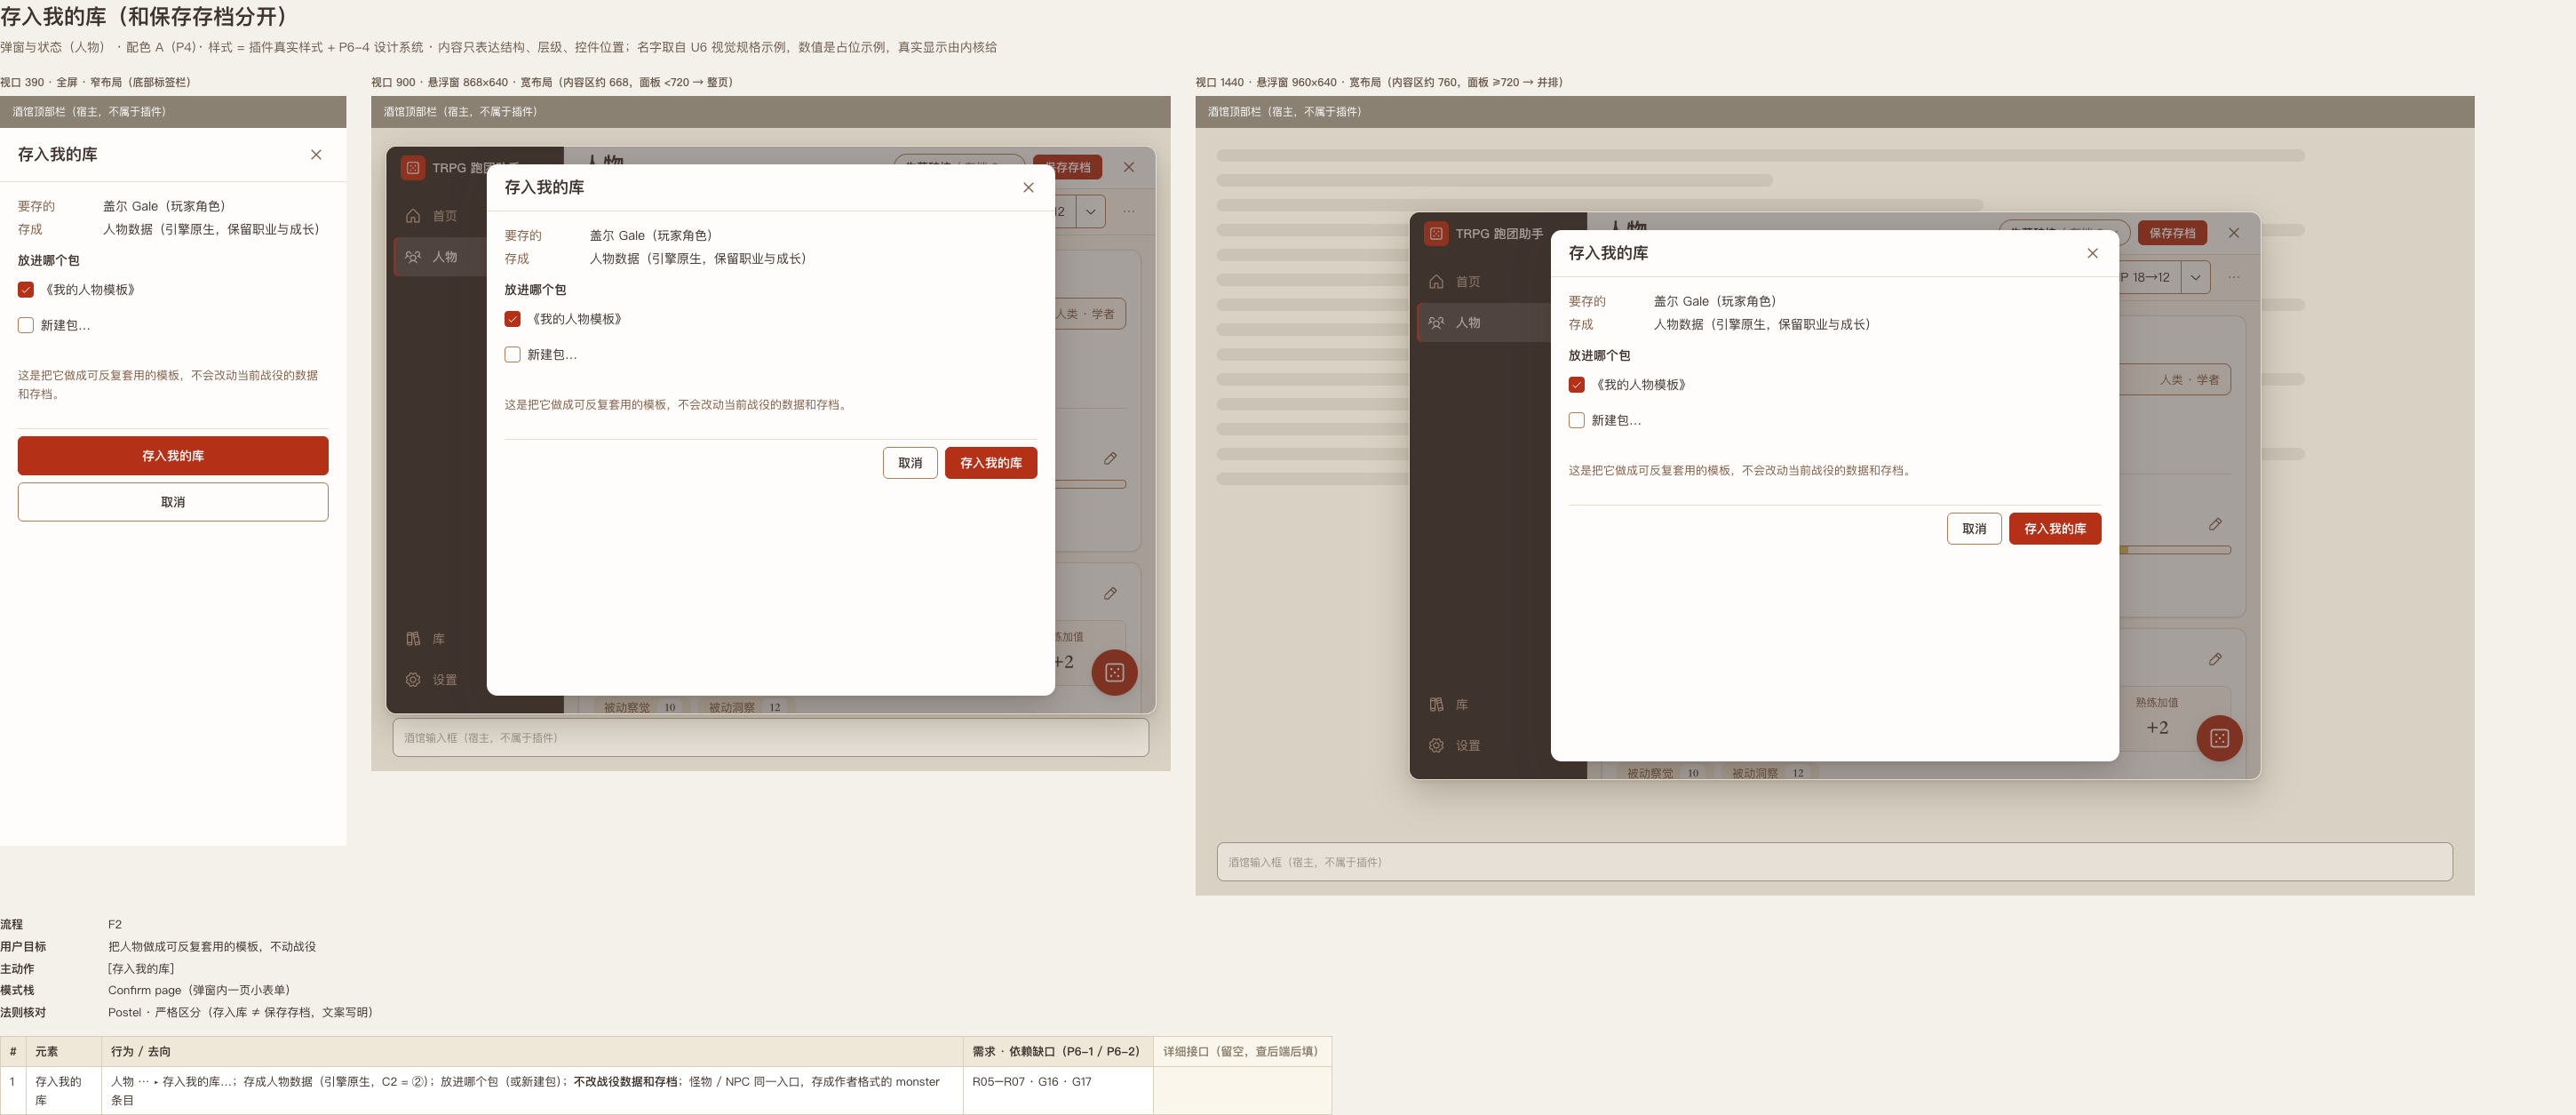 存入我的库（和保存存档分开）
弹窗与状态（人物） · 配色 A（P4）· 样式 = 插件真实样式 + P6-4 设计系统 · 内容只表达结构、层级、控件位置；名字取自 U6 视觉规格示例，数值是占位示例，真实显示由内核给
视口 390 · 全屏 · 窄布局（底部标签栏）
酒馆顶部栏（宿主，不属于插件）
存入我的库
要存的 盖尔 Gale（玩家角色）
存成 人物数据（引擎原生，保留职业与成长）
放进哪个包
《我的人物模板》
新建包…
这是把它做成可反复套用的模板，不会改动当前战役的数据
和存档。
存入我的库
取消
视口 900 · 悬浮窗 868×640 · 宽布局（内容区约 668，面板 <720 → 整页）
酒馆顶部栏（宿主，不属于插件）
TRPG 跑团助手
人物
保存存档
首页
人物
12
…
人类 · 学者
存入我的库
要存的 盖尔 Gale（玩家角色）
存成 人物数据（引擎原生，保留职业与成长）
放进哪个包
《我的人物模板》
新建包…
这是把它做成可反复套用的模板，不会改动当前战役的数据和存档。
取消 存入我的库
库
设置
练加值
+2
被动察觉 10 被动洞察 12
酒馆输入框（宿主，不属于插件）
视口 1440 · 悬浮窗 960×640 · 宽布局（内容区约 760，面板 ≥720 → 并排）
酒馆顶部栏（宿主，不属于插件）
TRPG 跑团助手
人物
保存存档
首页
人物
P 18→12
…
人类 · 学者
存入我的库
要存的 盖尔 Gale（玩家角色）
存成 人物数据（引擎原生，保留职业与成长）
放进哪个包
《我的人物模板》
新建包…
这是把它做成可反复套用的模板，不会改动当前战役的数据和存档。
取消 存入我的库
库
设置
熟练加值
+2
被动察觉 10 被动洞察 12
酒馆输入框（宿主，不属于插件）
流程 F2
用户目标 把人物做成可反复套用的模板，不动战役
主动作 [存入我的库]
模式栈 Confirm page（弹窗内一页小表单）
法则核对 Postel · 严格区分（存入库 ≠ 保存存档，文案写明）
# 元素 行为 / 去向 需求 · 依赖缺口（P6-1 / P6-2） 详细接口（留空，查后端后填）
1 存入我的库 人物 ··· ▸ 存入我的库…；存成人物数据（引擎原生，C2 = ②）；放进哪个包（或新建包）；不改战役数据和存档；怪物 / NPC 同一入口，存成作者格式的 monster 条目 R05–R07 · G16 · G17